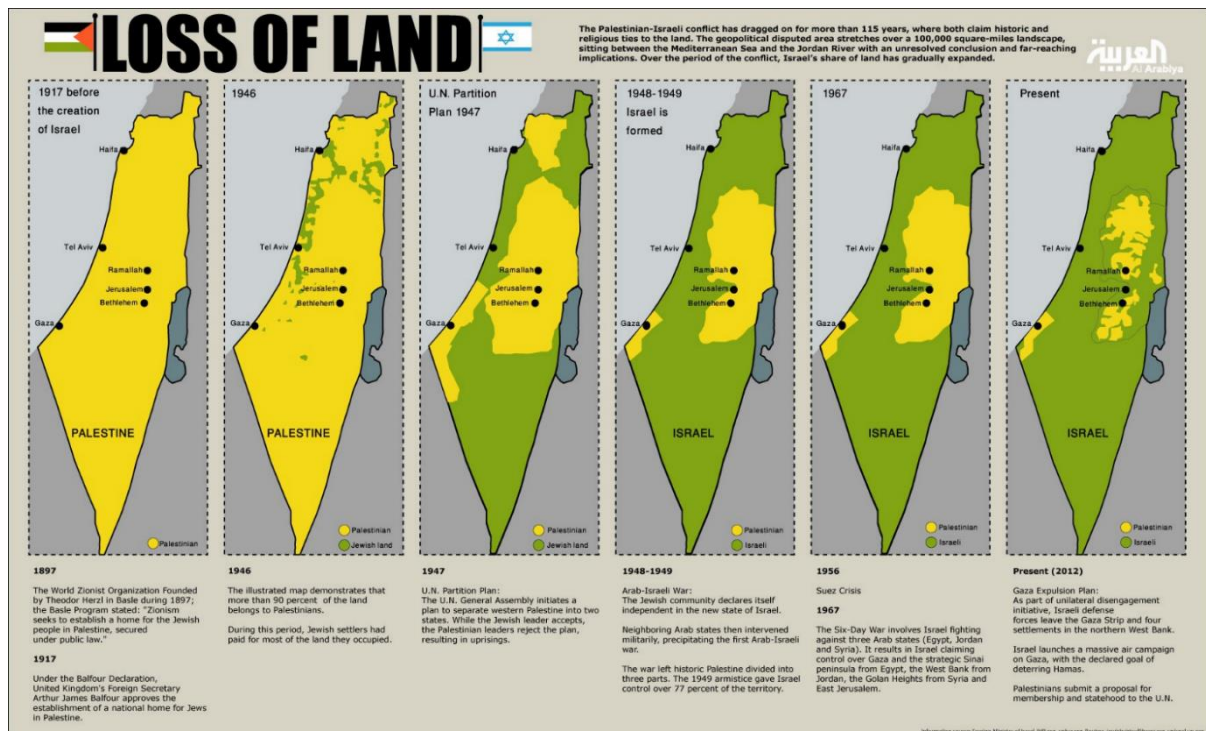 LOSS OF LAND
The Palestinian-Israeli conflict has dragged on for more than 115 years, where both claim historic and
religious ties to the land. The geopolitical disputed area stretches over a 100,000 square-miles landscape,
sitting between the Mediterranean Sea and the Jordan River with an unresolved conclusion and far-reaching
implications. Over the period of the conflict, Israel's share of land has gradually expanded.
العربية
Al Arabiya
1917 before
the creation
of Israel
Haifa
Tel Aviv
Ramallah
Jerusalem
Bethlehem
Gaza
PALESTINE
Palestinian
1946
Haifa
Tel Aviv
Ramallah
Jerusalem
Bethlehem
Gaza
PALESTINE
Palestinian
Jewish land
U.N. Partition
Plan 1947
Haifa
Tel Aviv
Ramallah
Jerusalem
Bethlehem
Gaza
Palestinian
Jewish land
1948-1949
Israel is
formed
Haifa
Tel Aviv
Ramallah
Jerusalem
Bethlehem
Gaza
ISRAEL
Palestinian
Israeli
1967
Haifa
Tel Aviv
Ramallah
Jerusalem
Bethlehem
Gaza
ISRAEL
Palestinian
Israeli
Present
Haifa
Tel Aviv
Ramallah
Jerusalem
Bethlehem
Gaza
ISRAEL
Palestinian
Israeli
1897
The World Zionist Organization Founded
by Theodor Herzl in Basle during 1897;
the Basle Program stated: "Zionism
seeks to establish a home for the Jewish
people in Palestine, secured
under public law."
1917
Under the Balfour Declaration,
United Kingdom's Foreign Secretary
Arthur James Balfour approves the
establishment of a national home for Jews
in Palestine.
1946
The illustrated map demonstrates that
more than 90 percent of the land
belongs to Palestinians.
During this period, Jewish settlers had
paid for most of the land they occupied.
1947
U.N. Partition Plan:
The U.N. General Assembly initiates a
plan to separate western Palestine into two
states. While the Jewish leader accepts,
the Palestinian leaders reject the plan,
resulting in uprisings.
1948-1949
Arab-Israeli War:
The Jewish community declares itself
independent in the new state of Israel.
Neighboring Arab states then intervened
militarily, precipitating the first Arab-Israeli
war.
The war left historic Palestine divided into
three parts. The 1949 armistice gave Israel
control over 77 percent of the territory.
1956
Suez Crisis
1967
The Six-Day War involves Israel fighting
against three Arab states (Egypt, Jordan
and Syria). It results in Israel claiming
control over Gaza and the strategic Sinai
peninsula from Egypt, the West Bank from
Jordan, the Golan Heights from Syria and
East Jerusalem.
Present (2012)
Gaza Expulsion Plan:
As part of unilateral disengagement
initiative, Israeli defense
forces leave the Gaza Strip and four
settlements in the northern West Bank.
Israel launches a massive air campaign
on Gaza, with the declared goal of
deterring Hamas.
Palestinians submit a proposal for
membership and statehood to the U.N.